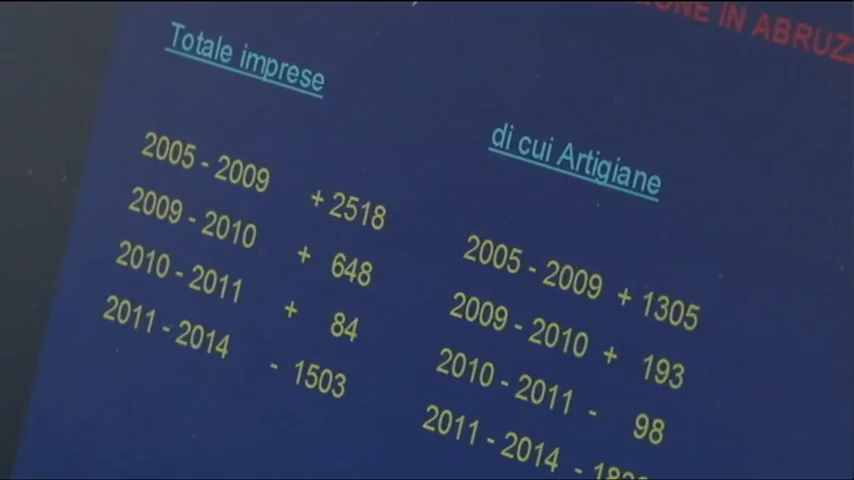 IN ABRUZ
Totale imprese
2005 - 2009 + 2518
2009 - 2010 + 648
2010 - 2011 + 84
2011 - 2014 - 1503
di cui Artigiane
2005 - 2009 + 1305
2009 - 2010 + 193
2010 - 2011 - 98
2011 - 2014 -